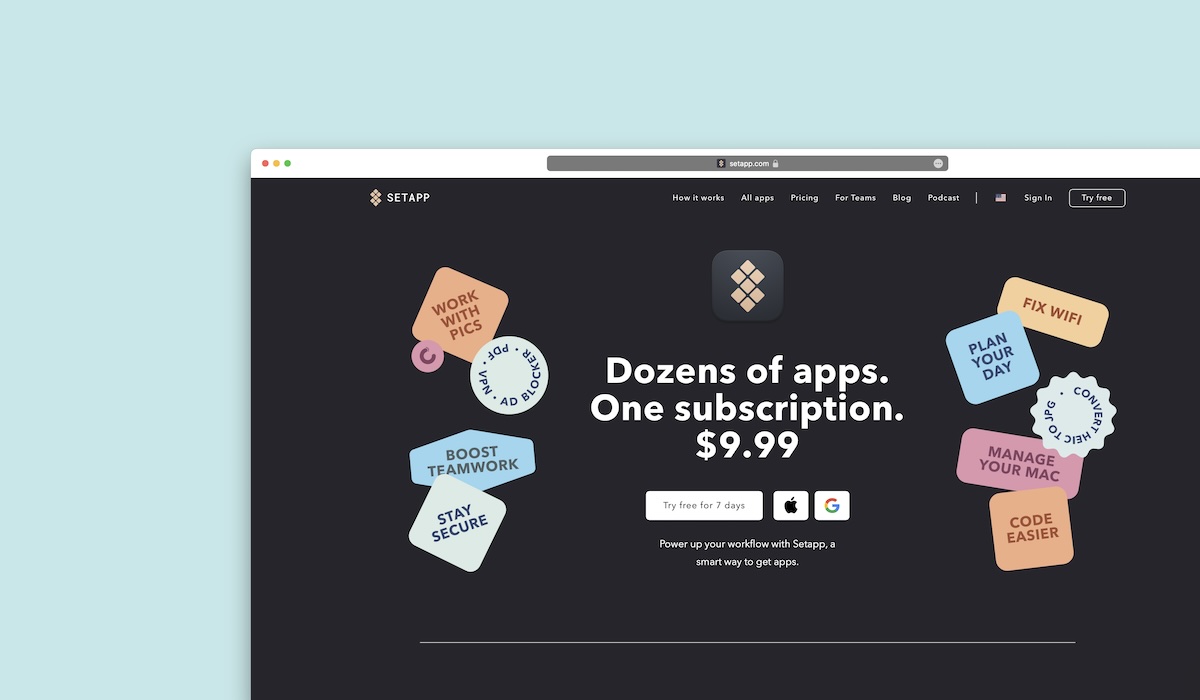 setapp.com
SETAPP
How it works
All apps
Pricing
For Teams
Blog
Podcast
Sign In
Try free
WORK
WITH
PICS
PDF • VPN • AD BLOCKER •
BOOST
TEAMWORK
STAY
SECURE
Dozens of apps.
One subscription.
$9.99
Try free for 7 days
Power up your workflow with Setapp, a
smart way to get apps.
FIX WIFI
PLAN
YOUR
DAY
CONVERT HEIC TO JPG •
MANAGE
YOUR MAC
CODE
EASIER